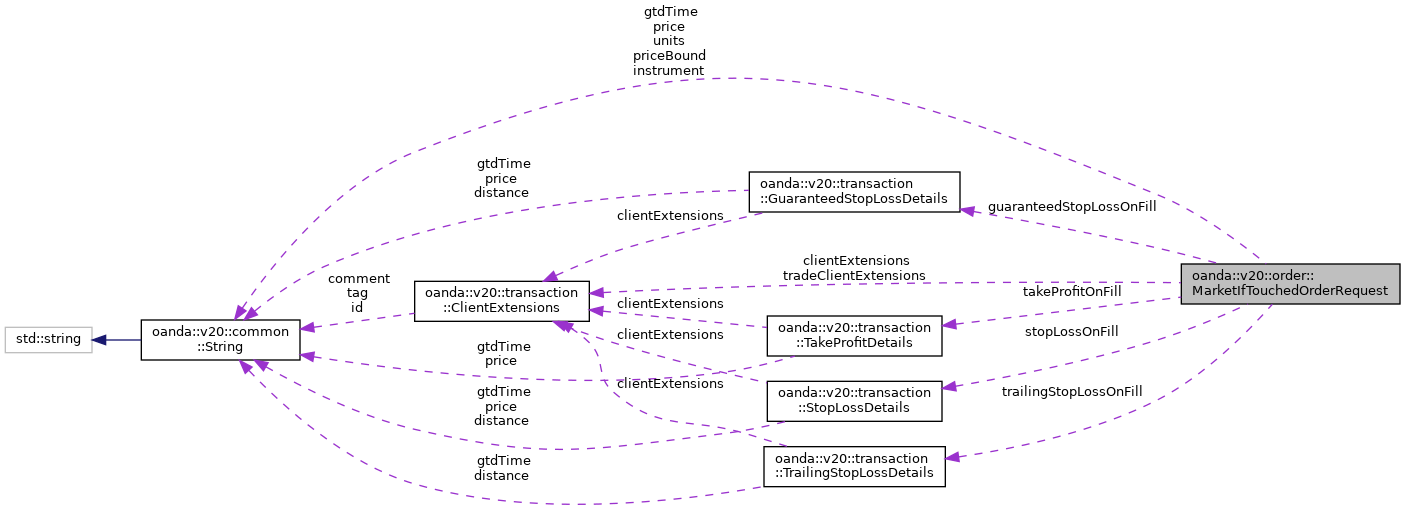 gtdTime
price
units
priceBound
instrument
gtdTime
price
distance
oanda::v20::transaction
::GuaranteedStopLossDetails
guaranteedStopLossOnFill
clientExtensions
clientExtensions
tradeClientExtensions
oanda::v20::order::
MarketIfTouchedOrderRequest
comment
tag
id
oanda::v20::transaction
::ClientExtensions
clientExtensions
takeProfitOnFill
std::string
oanda::v20::common
::String
clientExtensions
oanda::v20::transaction
::TakeProfitDetails
stopLossOnFill
gtdTime
price
clientExtensions
oanda::v20::transaction
::StopLossDetails
trailingStopLossOnFill
gtdTime
price
distance
gtdTime
distance
oanda::v20::transaction
::TrailingStopLossDetails